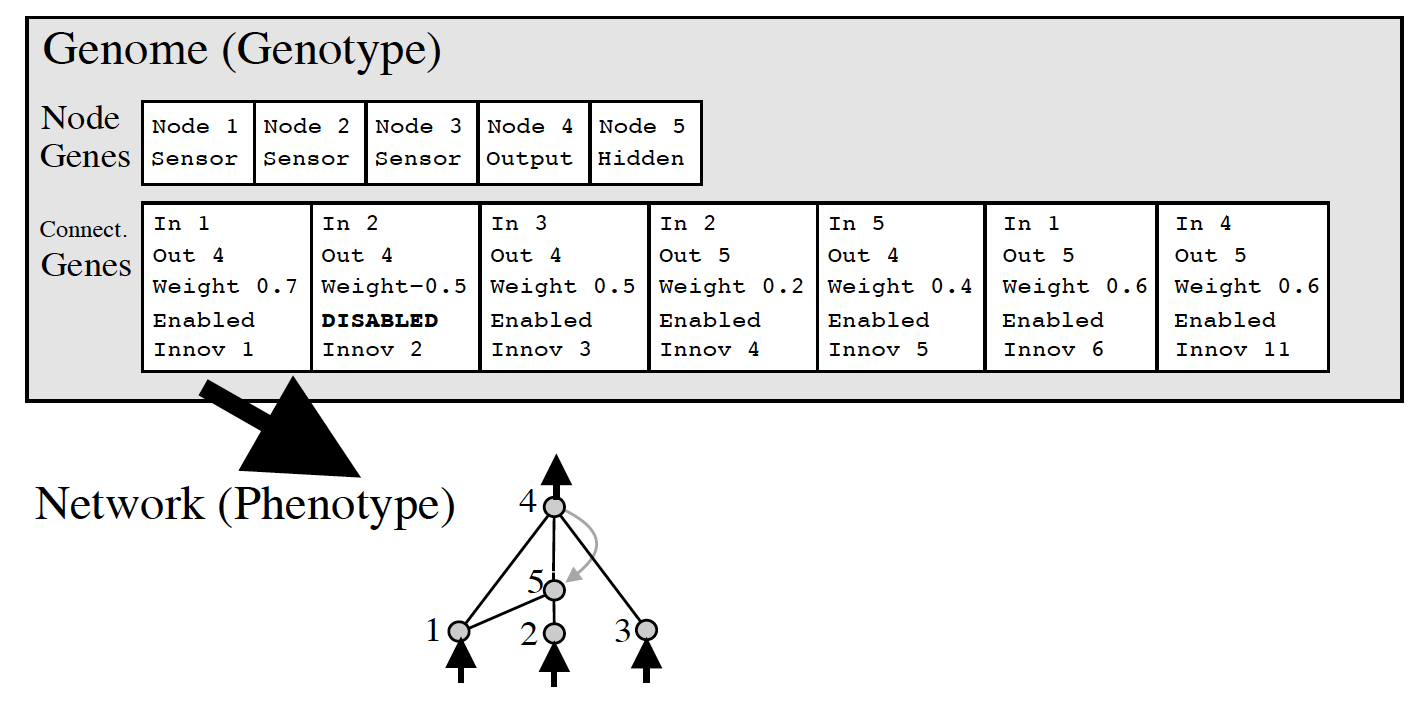 Genome (Genotype)
Node Genes
Node 1 Node 2 Node 3 Node 4 Node 5
Sensor Sensor Sensor Output Hidden
Connect. Genes
In 1 In 2 In 3 In 2 In 5 In 1 In 4
Out 4 Out 4 Out 4 Out 5 Out 4 Out 5 Out 5
Weight 0.7 Weight-0.5 Weight 0.5 Weight 0.2 Weight 0.4 Weight 0.6 Weight 0.6
Enabled DISABLED Enabled Enabled Enabled Enabled Enabled
Innov 1 Innov 2 Innov 3 Innov 4 Innov 5 Innov 6 Innov 11
Network (Phenotype)
4
5
1 2 3